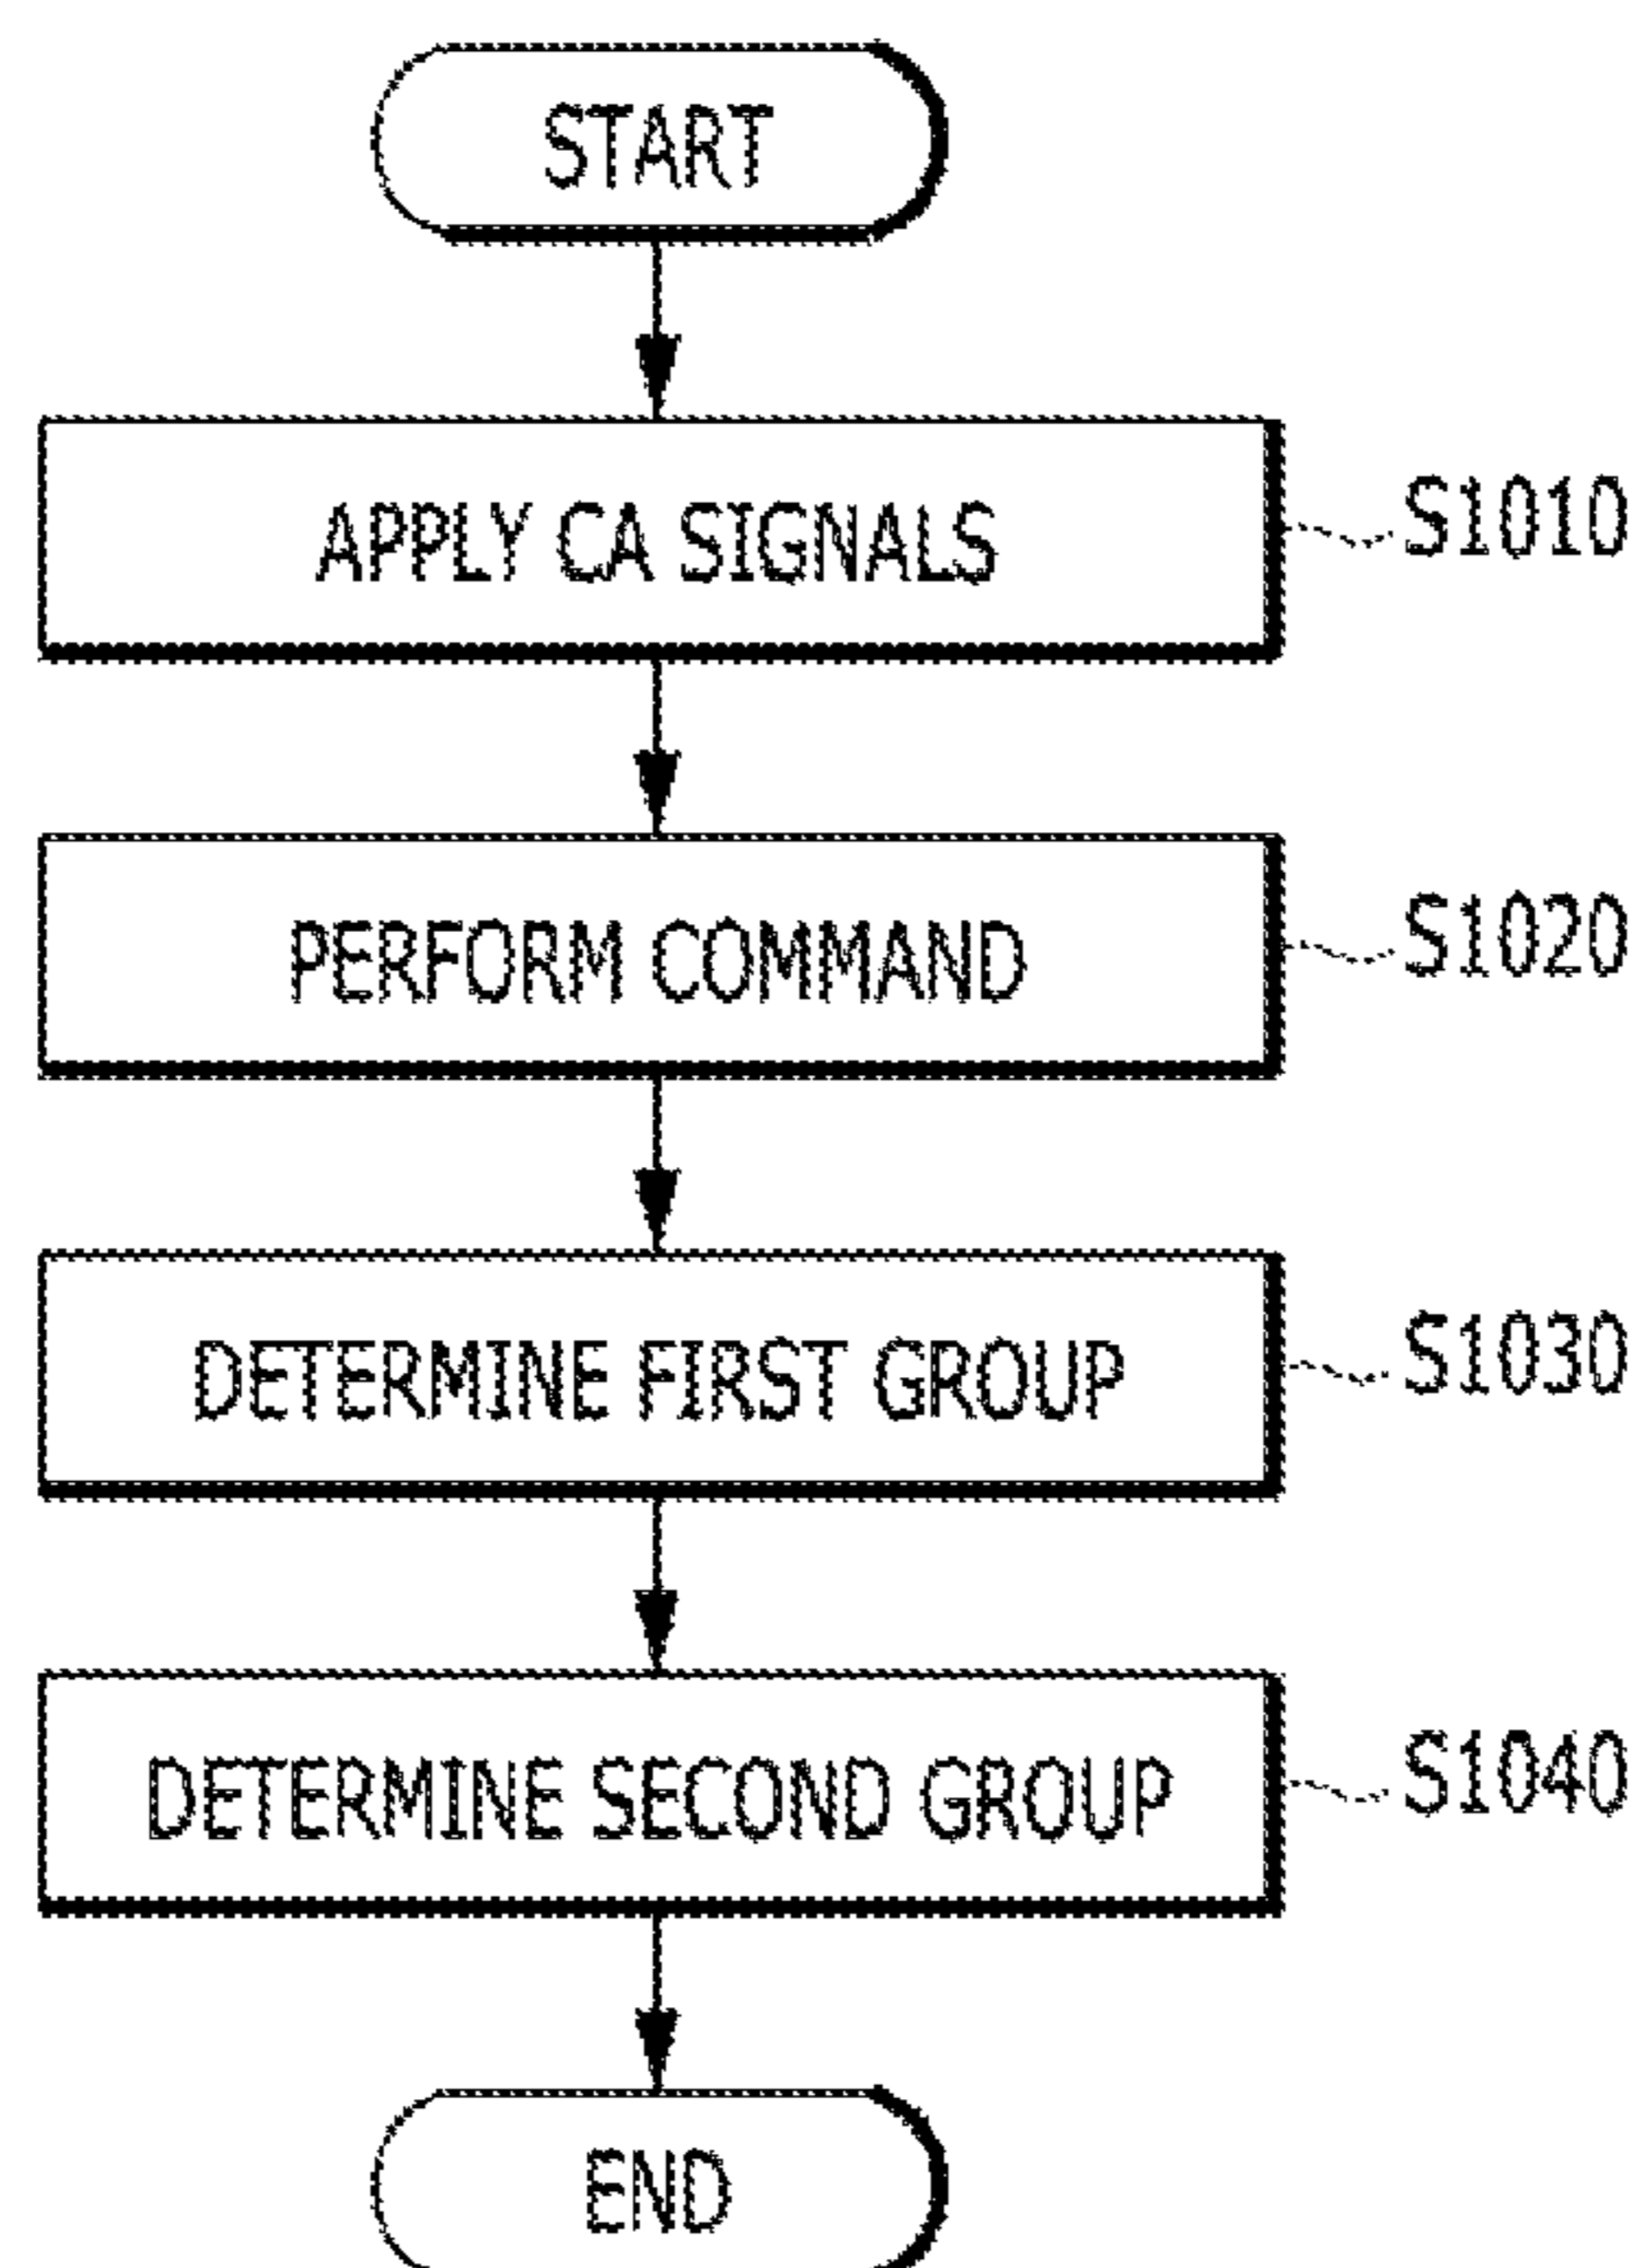 START
APPLY CA SIGNALS
S1010
PERFORM COMMAND
S1020
DETERMINE FIRST GROUP
S1030
DETERMINE SECOND GROUP
S1040
END